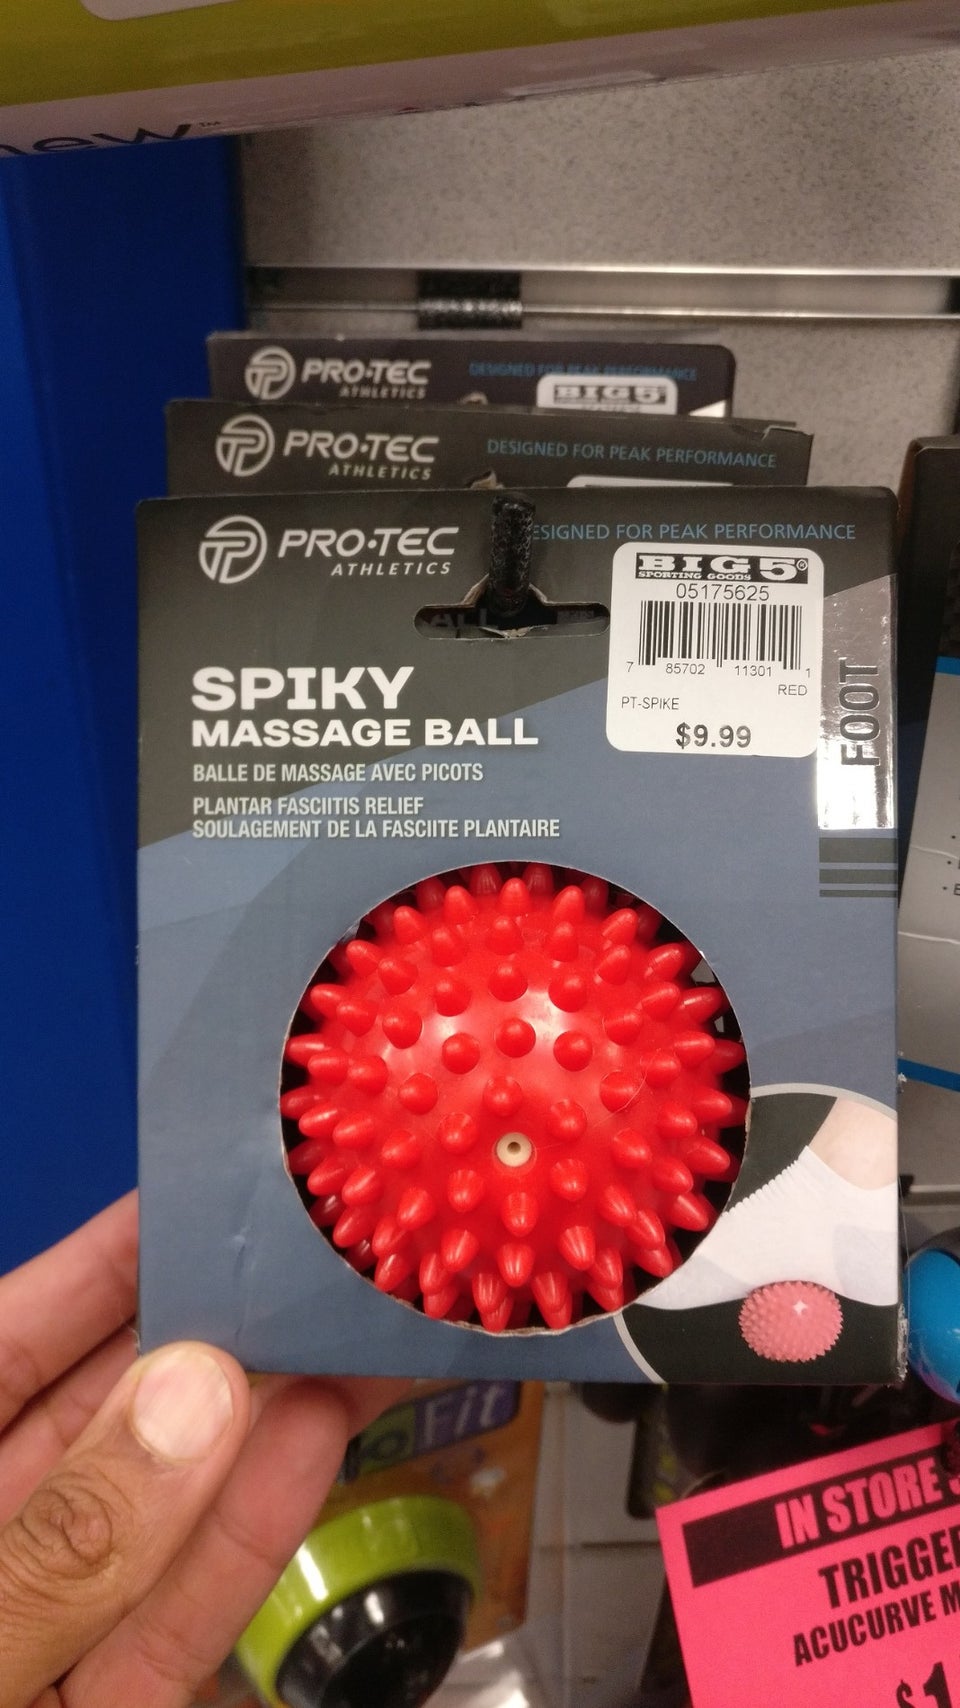 ew™
PRO·TEC
ATHLETICS
DESIGNED FOR PEAK PERFORMANCE
BIG 5
PRO·TEC
ATHLETICS
DESIGNED FOR PEAK PERFORMANCE
PRO·TEC
ATHLETICS
ESIGNED FOR PEAK PERFORMANCE
BIG 5®
SPORTING GOODS
05175625
7 85702 11301 1
RED
PT-SPIKE
$9.99
FOOT
SPIKY
MASSAGE BALL
BALLE DE MASSAGE AVEC PICOTS
PLANTAR FASCIITIS RELIEF
SOULAGEMENT DE LA FASCIITE PLANTAIRE
Fit
IN STORE
TRIGGE
ACUCURVE M
$1